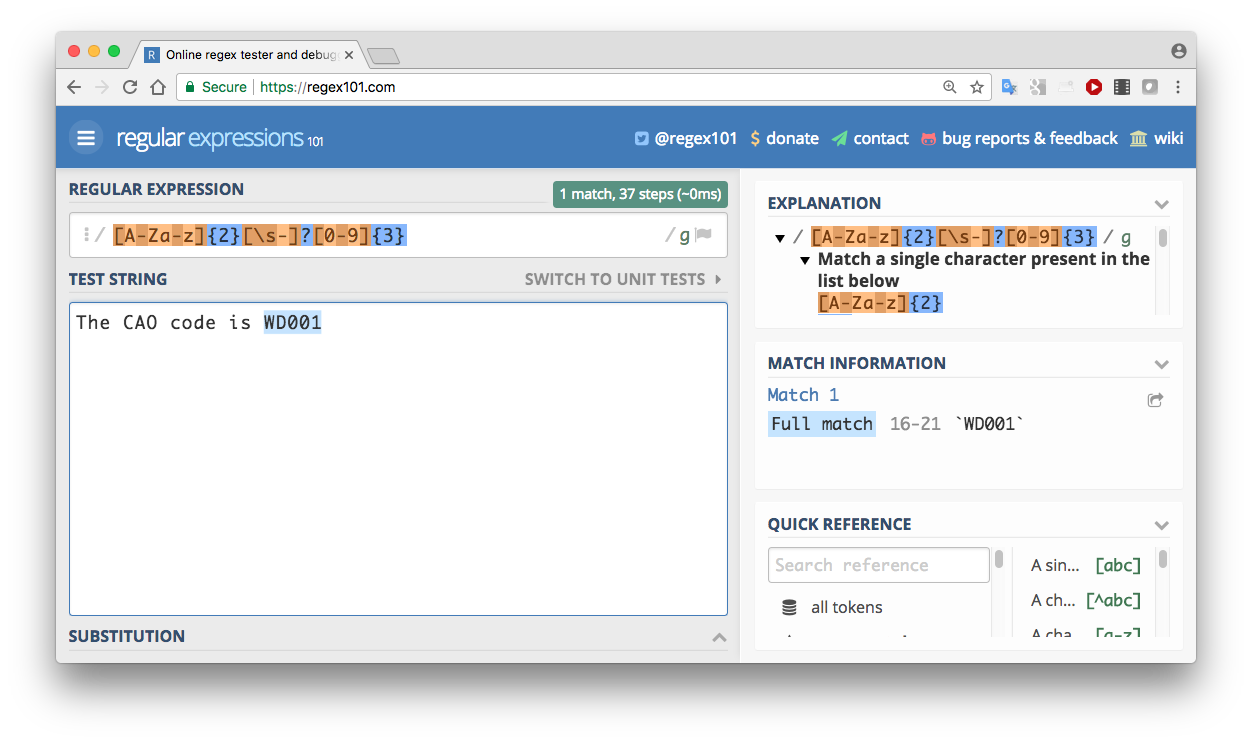 R Online regex tester and debug
Secure https://regex101.com
regular expressions 101
@regex101
$ donate
contact
bug reports & feedback
wiki
REGULAR EXPRESSION
1 match, 37 steps (~0ms)
/ [A-Za-z]{2}[\s-]?[0-9]{3} / g
TEST STRING
SWITCH TO UNIT TESTS
The CAO code is WD001
SUBSTITUTION
EXPLANATION
/ [A-Za-z]{2}[\s-]?[0-9]{3} / g
Match a single character present in the
list below
[A-Za-z]{2}
MATCH INFORMATION
Match 1
Full match 16-21 `WD001`
QUICK REFERENCE
Search reference
all tokens
A sin... [abc]
A ch... [^abc]
A cha [a-z]